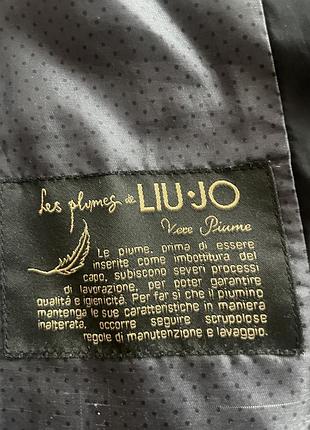 Les plumes de LIU·JO
Vere Piume
Le piume, prima di essere
inserite come imbottitura del
capo, subiscono severi processi
di lavorazione, per poter garantire
qualità e igienicità. Per far sì che il piumino
mantenga le sue caratteristiche in maniera
inalterata, occorre seguire scrupolose
regole di manutenzione e lavaggio.